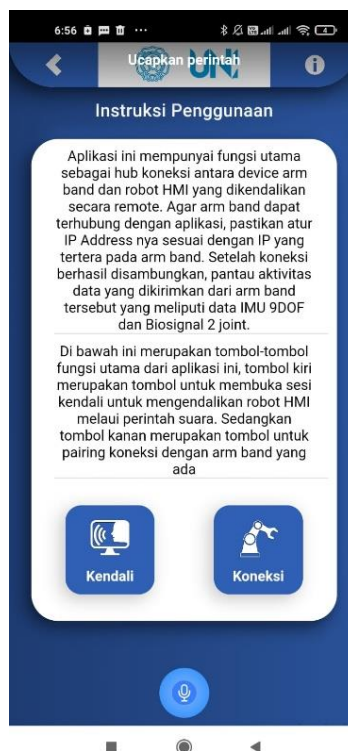 6:56
4
Ucapkan perintah
UN
Instruksi Penggunaan
Aplikasi ini mempunyai fungsi utama
sebagai hub koneksi antara device arm
band dan robot HMI yang dikendalikan
secara remote. Agar arm band dapat
terhubung dengan aplikasi, pastikan atur
IP Address nya sesuai dengan IP yang
tertera pada arm band. Setelah koneksi
berhasil disambungkan, pantau aktivitas
data yang dikirimkan dari arm band
tersebut yang meliputi data IMU 9DOF
dan Biosignal 2 joint.
Di bawah ini merupakan tombol-tombol
fungsi utama dari aplikasi ini, tombol kiri
merupakan tombol untuk membuka sesi
kendali untuk mengendalikan robot HMI
melaui perintah suara. Sedangkan
tombol kanan merupakan tombol untuk
pairing koneksi dengan arm band yang
ada
Kendali
Koneksi